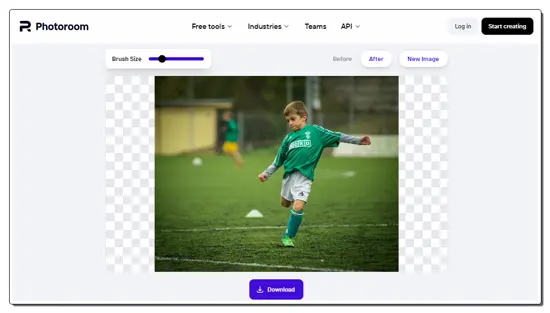 Photoroom
Free tools
Industries
Teams
API
Log in
Start creating
Brush Size
Before
After
New Image
Download